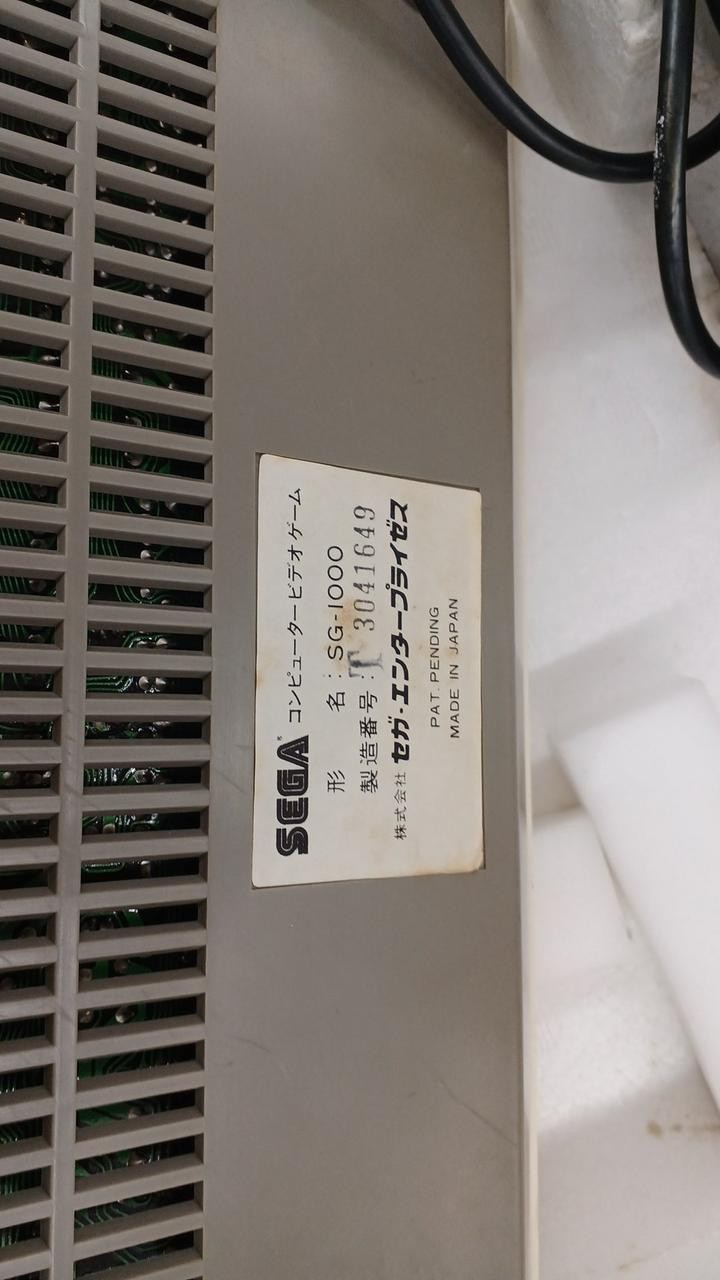 SEGA® コンピュータービデオゲーム
形 名：SG-1000
製造番号：T 3041649
株式会社 セガ・エンタープライゼス
PAT. PENDING
MADE IN JAPAN